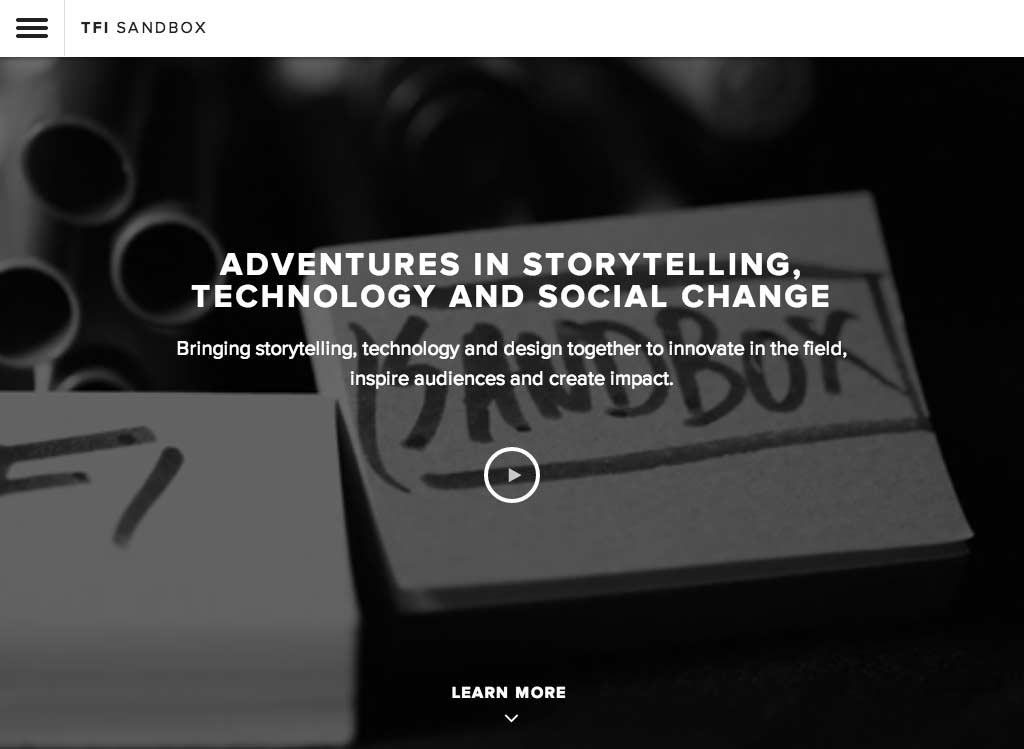 TFI SANDBOX
ADVENTURES IN STORYTELLING,
TECHNOLOGY AND SOCIAL CHANGE
Bringing storytelling, technology and design together to innovate in the field,
inspire audiences and create impact.
SANDBOX
LEARN MORE